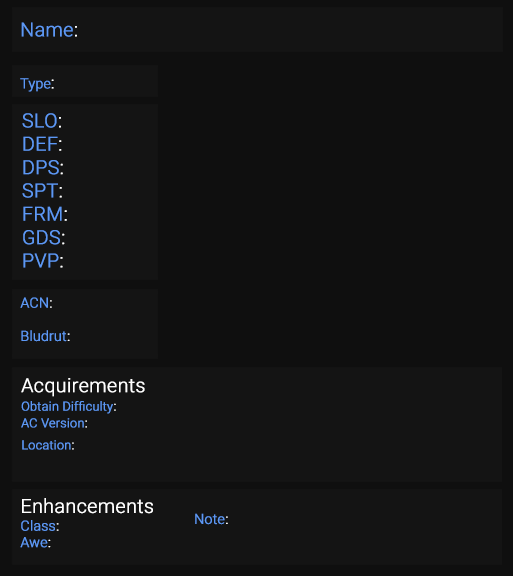 Name:
Type:
SLO:
DEF:
DPS:
SPT:
FRM:
GDS:
PVP:
ACN:
Bludrut:
Acquirements
Obtain Difficulty:
AC Version:
Location:
Enhancements
Class:
Awe:
Note: